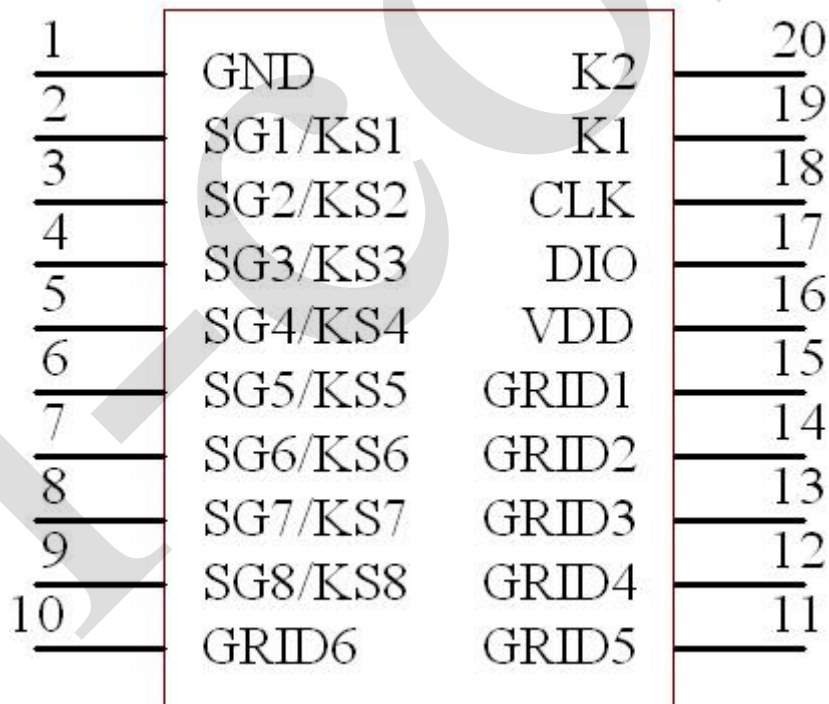 1 GND K2 20
2 SG1/KS1 K1 19
3 SG2/KS2 CLK 18
4 SG3/KS3 DIO 17
5 SG4/KS4 VDD 16
6 SG5/KS5 GRID1 15
7 SG6/KS6 GRID2 14
8 SG7/KS7 GRID3 13
9 SG8/KS8 GRID4 12
10 GRID6 GRID5 11